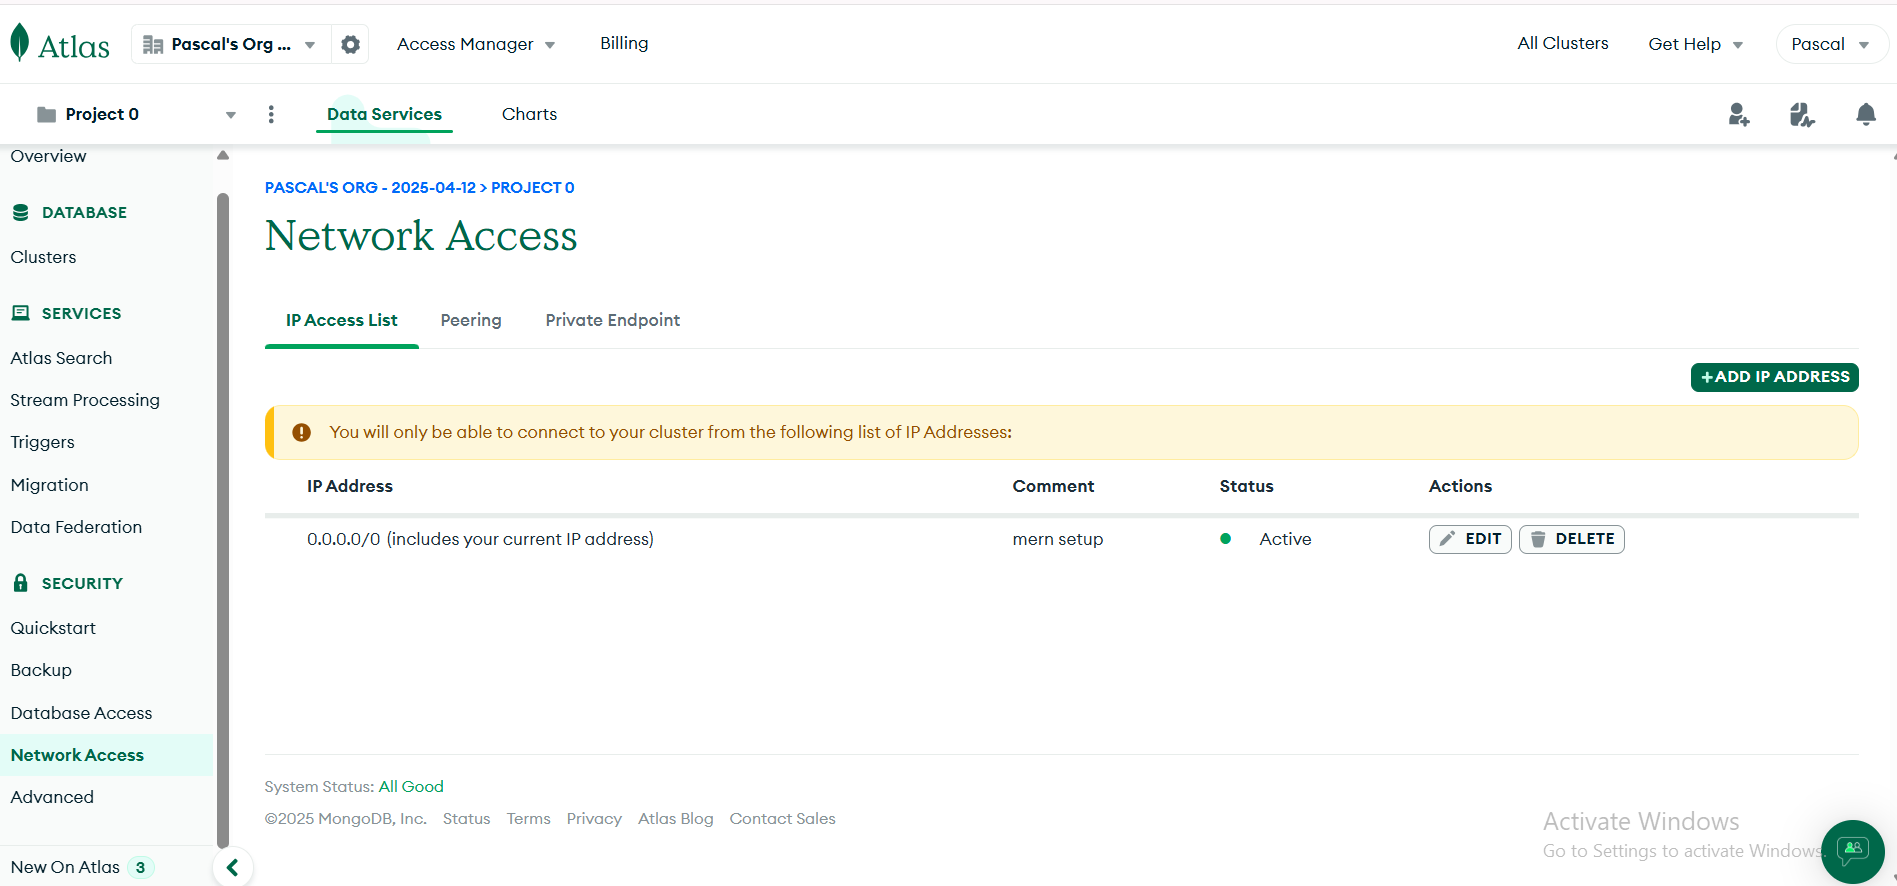 Atlas
Pascal's Org ...
Access Manager
Billing
All Clusters
Get Help
Pascal
Project 0
Data Services
Charts
Overview
DATABASE
Clusters
SERVICES
Atlas Search
Stream Processing
Triggers
Migration
Data Federation
SECURITY
Quickstart
Backup
Database Access
Network Access
Advanced
New On Atlas 3
PASCAL'S ORG - 2025-04-12 > PROJECT 0
Network Access
IP Access List
Peering
Private Endpoint
+ADD IP ADDRESS
You will only be able to connect to your cluster from the following list of IP Addresses:
IP Address Comment Status Actions
0.0.0.0/0 (includes your current IP address) mern setup Active EDIT DELETE
System Status: All Good
©2025 MongoDB, Inc. Status Terms Privacy Atlas Blog Contact Sales
Activate Windows
Go to Settings to activate Windows.